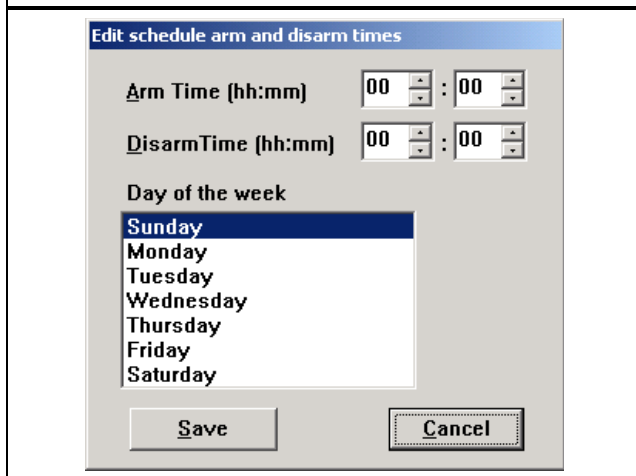 Edit schedule arm and disarm times
Arm Time (hh:mm) 00 : 00
DisarmTime (hh:mm) 00 : 00
Day of the week
Sunday
Monday
Tuesday
Wednesday
Thursday
Friday
Saturday
Save Cancel